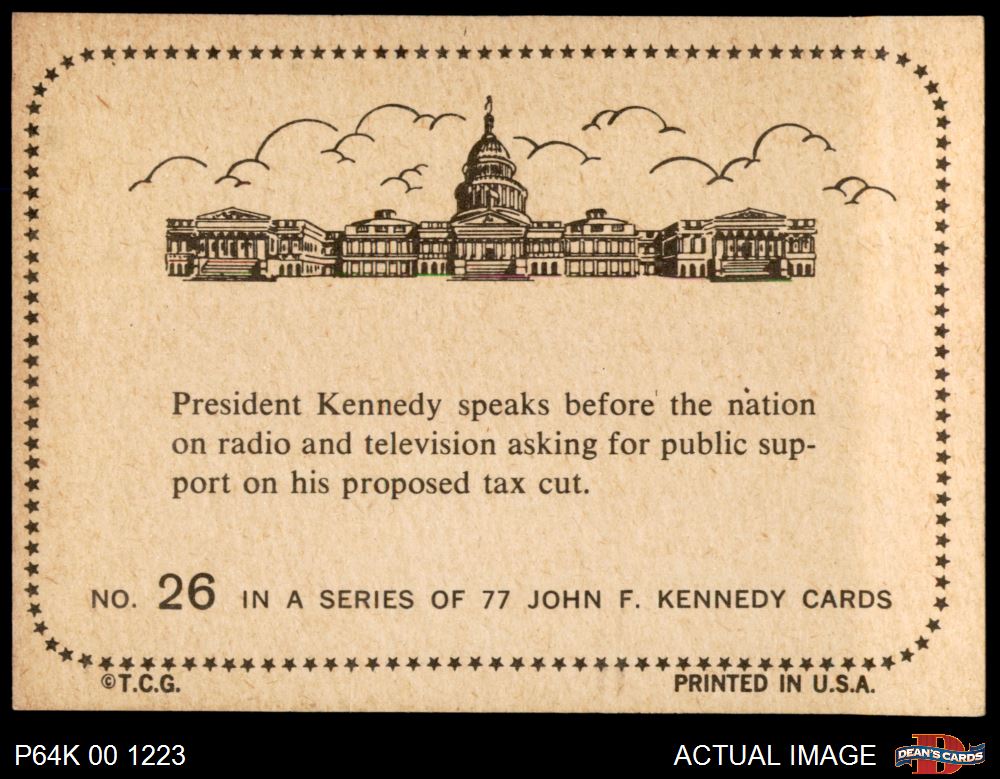 President Kennedy speaks before the nation
on radio and television asking for public sup-
port on his proposed tax cut.
NO. 26 IN A SERIES OF 77 JOHN F. KENNEDY CARDS
©T.C.G.
PRINTED IN U.S.A.
P64K 00 1223
ACTUAL IMAGE
DEAN'S CARDS